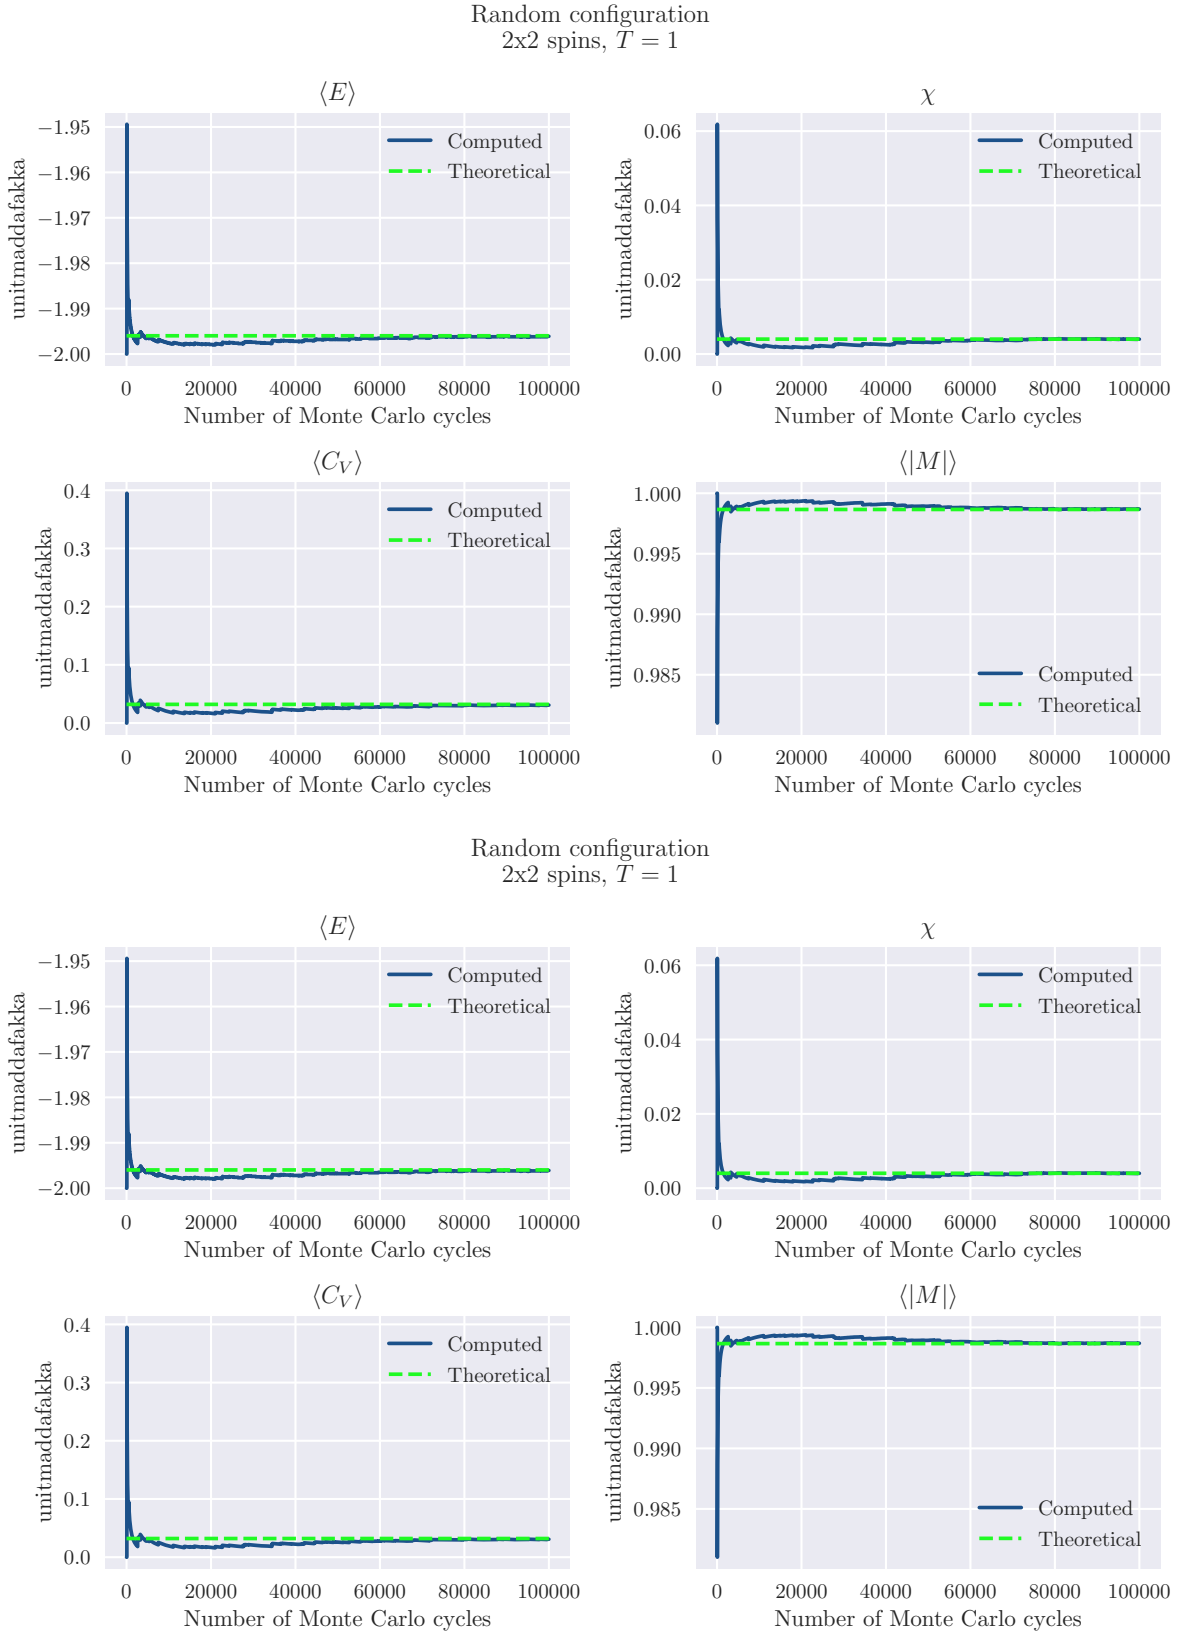 Random configuration
2x2 spins, T = 1
⟨E⟩
−1.95
−1.96
−1.97
−1.98
−1.99
−2.00
unitmaddafakka
Computed
Theoretical
0 20000 40000 60000 80000 100000
Number of Monte Carlo cycles
χ
0.06
0.04
0.02
0.00
unitmaddafakka
Computed
Theoretical
0 20000 40000 60000 80000 100000
Number of Monte Carlo cycles
⟨C_V⟩
0.4
0.3
0.2
0.1
0.0
unitmaddafakka
Computed
Theoretical
0 20000 40000 60000 80000 100000
Number of Monte Carlo cycles
⟨|M|⟩
1.000
0.995
0.990
0.985
unitmaddafakka
Computed
Theoretical
0 20000 40000 60000 80000 100000
Number of Monte Carlo cycles
Random configuration
2x2 spins, T = 1
⟨E⟩
−1.95
−1.96
−1.97
−1.98
−1.99
−2.00
unitmaddafakka
Computed
Theoretical
0 20000 40000 60000 80000 100000
Number of Monte Carlo cycles
χ
0.06
0.04
0.02
0.00
unitmaddafakka
Computed
Theoretical
0 20000 40000 60000 80000 100000
Number of Monte Carlo cycles
⟨C_V⟩
0.4
0.3
0.2
0.1
0.0
unitmaddafakka
Computed
Theoretical
0 20000 40000 60000 80000 100000
Number of Monte Carlo cycles
⟨|M|⟩
1.000
0.995
0.990
0.985
unitmaddafakka
Computed
Theoretical
0 20000 40000 60000 80000 100000
Number of Monte Carlo cycles